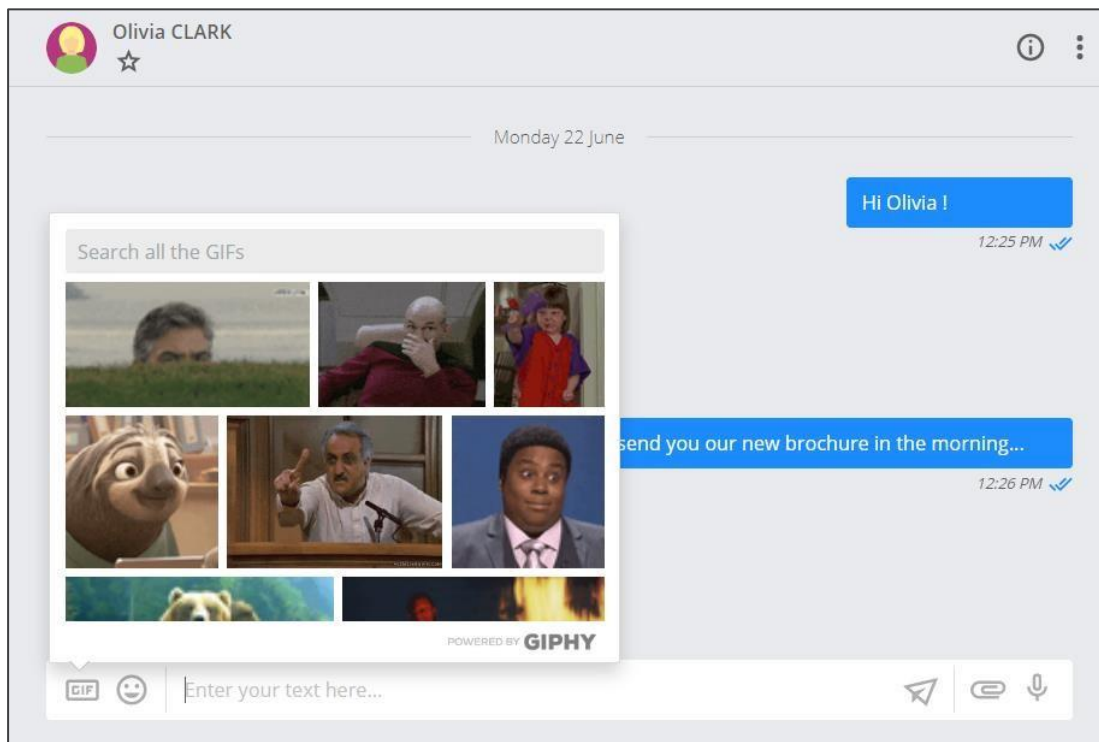 Olivia CLARK
Monday 22 June
Hi Olivia !
12:25 PM
Search all the GIFs
send you our new brochure in the morning...
12:26 PM
POWERED BY GIPHY
GIF
Enter your text here...